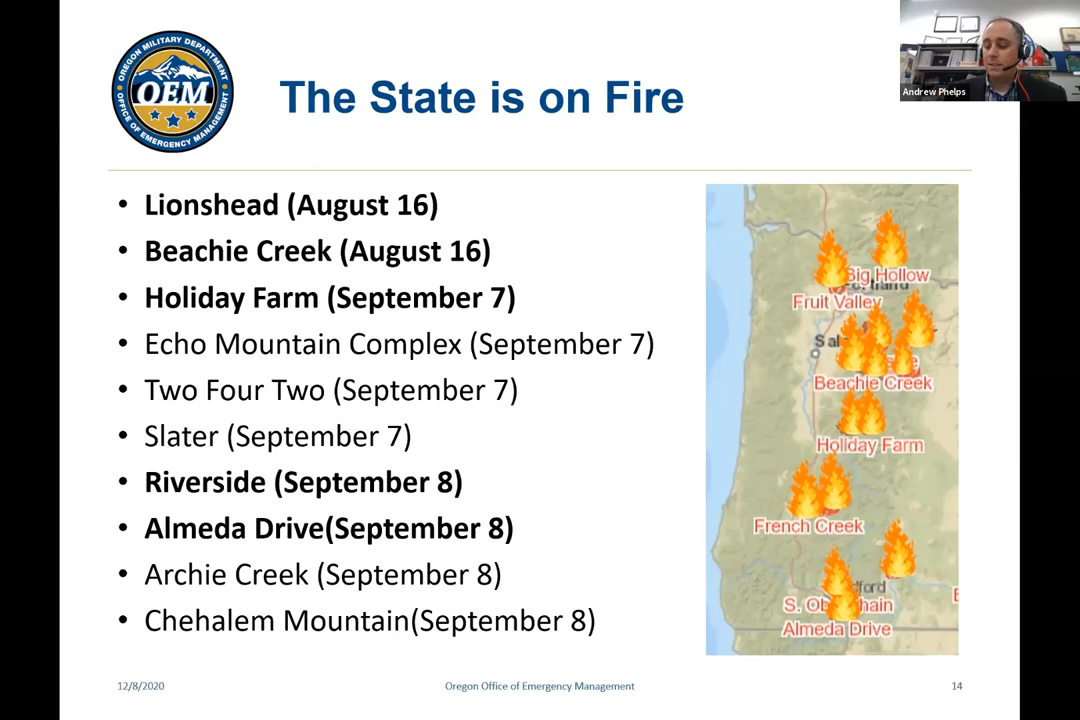 OREGON MILITARY DEPARTMENT
OEM
OFFICE OF EMERGENCY MANAGEMENT
The State is on Fire
Andrew Phelps
• Lionshead (August 16)
• Beachie Creek (August 16)
• Holiday Farm (September 7)
Echo Mountain Complex (September 7)
• Two Four Two (September 7)
• Slater (September 7)
• Riverside (September 8)
• Almeda Drive(September 8)
• Archie Creek (September 8)
• Chehalem Mountain(September 8)
Big Hollow
Fruit Valley
Beachie Creek
Holiday Farm
French Creek
Almeda Drive
12/8/2020
Oregon Office of Emergency Management
14